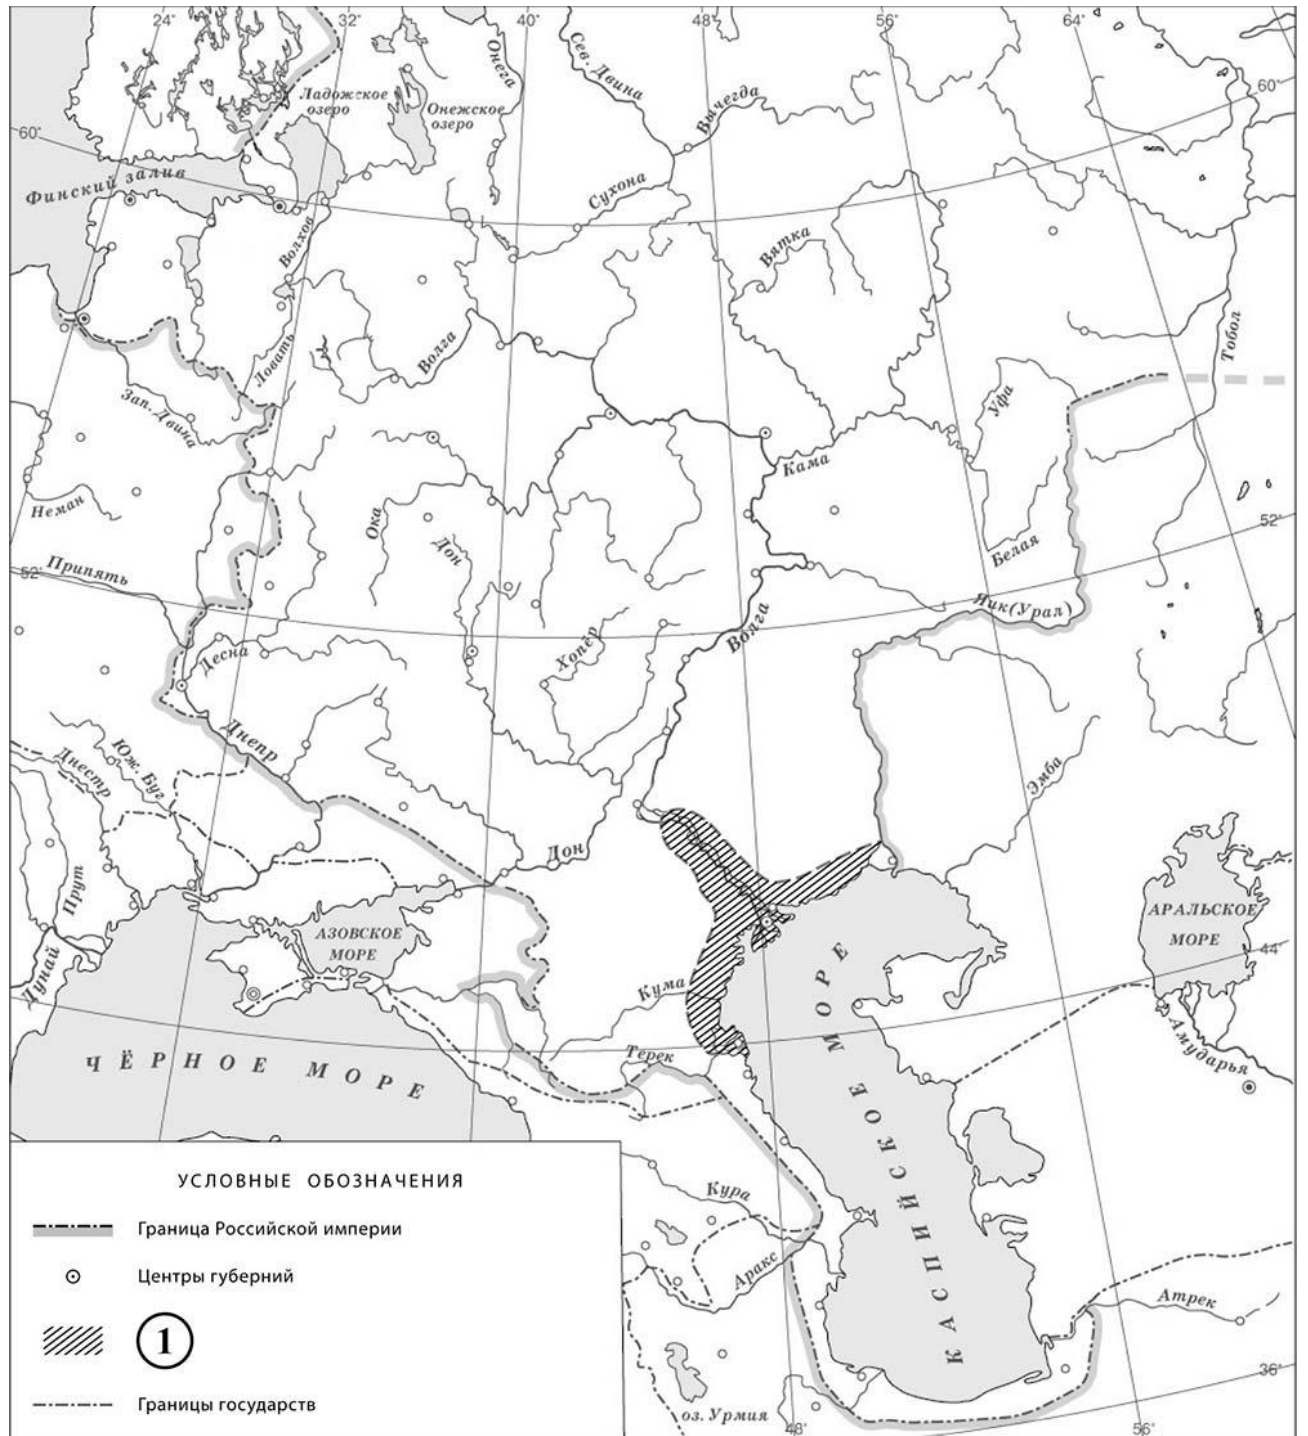 24°
32°
40°
48°
56°
64°
Онега
Сев. Двина
Ладожское
озеро
Онежское
озеро
Вычегда
60°
60°
Финский залив
Сухона
Волхов
Вятка
Тобол
Ловать
Волга
Зап. Двина
Уфа
Кама
Неман
Ока
Дон
52°
Белая
Припять
52°
Яик (Урал)
Волга
Десна
Хопёр
Днепр
Днестр
Юж. Буг
Эмба
Дон
Прут
АЗОВСКОЕ
МОРЕ
АРАЛЬСКОЕ
МОРЕ
44°
Дунай
Кума
ЧЁРНОЕ МОРЕ
Терек
Амударья
КАСПИЙСКОЕ МОРЕ
Кура
Аракс
Атрек
оз. Урмия
36°
48°
56°
УСЛОВНЫЕ ОБОЗНАЧЕНИЯ
Граница Российской империи
Центры губерний
1
Границы государств